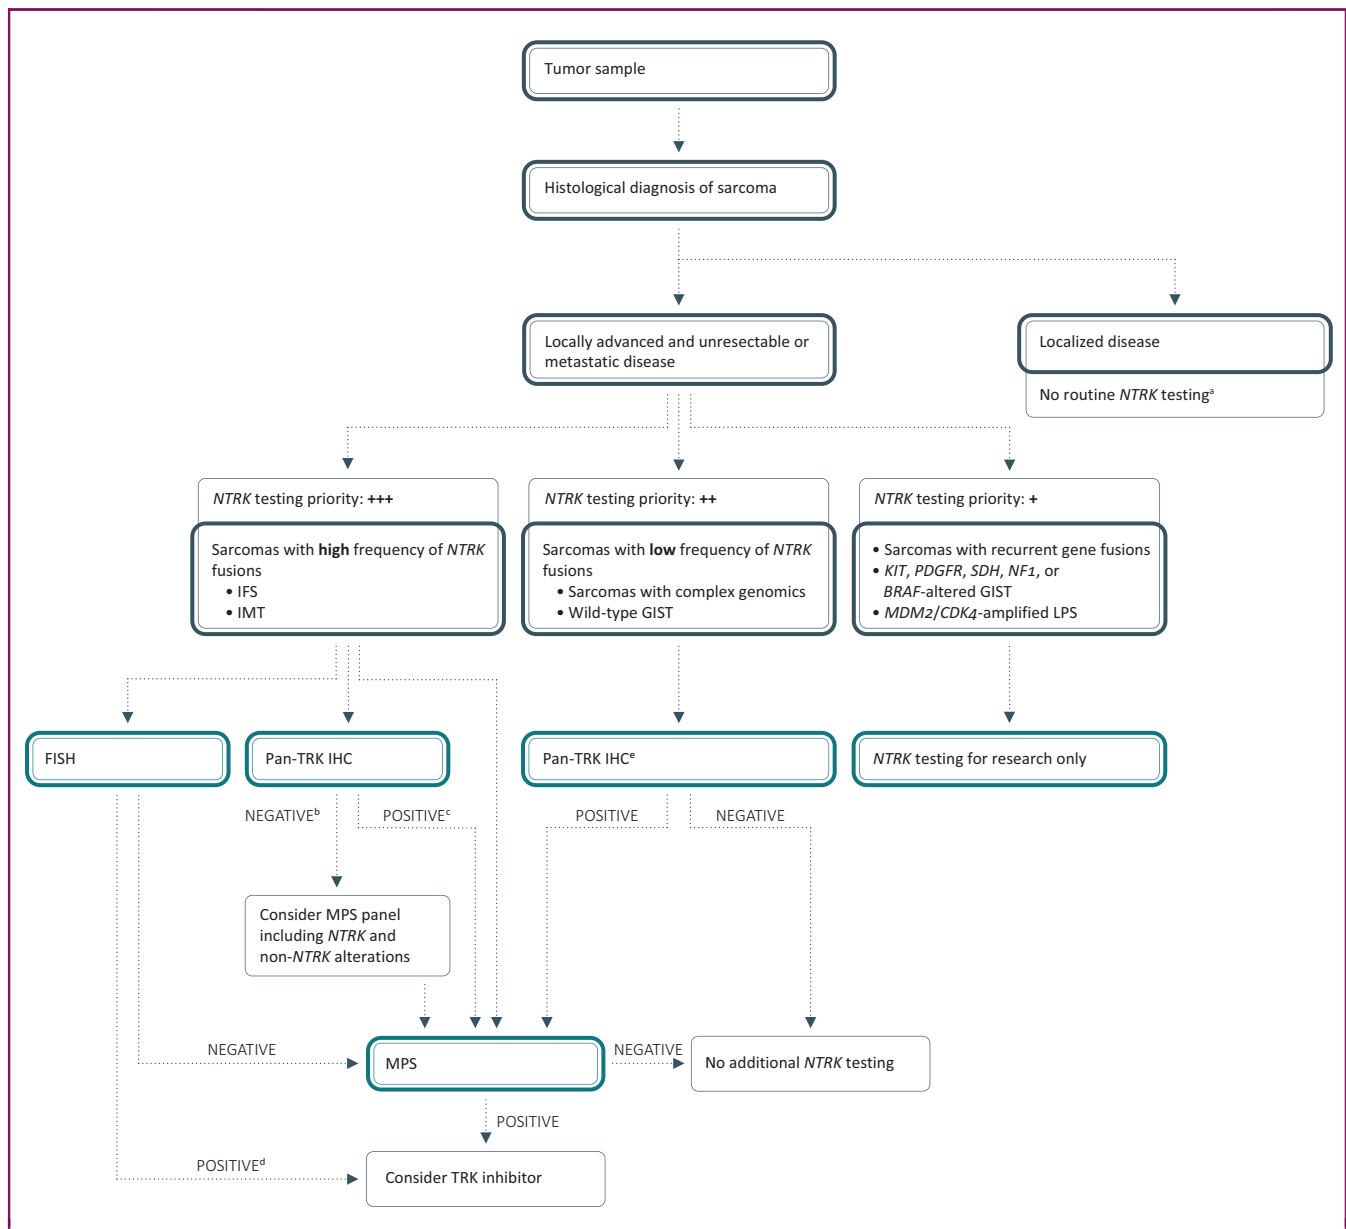 Tumor sample
Histological diagnosis of sarcoma
Locally advanced and unresectable or
metastatic disease
Localized disease
No routine NTRK testingᵃ
NTRK testing priority: +++
Sarcomas with high frequency of NTRK
fusions
• IFS
• IMT
NTRK testing priority: ++
Sarcomas with low frequency of NTRK
fusions
• Sarcomas with complex genomics
• Wild-type GIST
NTRK testing priority: +
• Sarcomas with recurrent gene fusions
• KIT, PDGFR, SDH, NF1, or
BRAF-altered GIST
• MDM2/CDK4-amplified LPS
FISH
Pan-TRK IHC
Pan-TRK IHCᵉ
NTRK testing for research only
NEGATIVEᵇ
POSITIVEᶜ
POSITIVE
NEGATIVE
Consider MPS panel
including NTRK and
non-NTRK alterations
NEGATIVE
MPS
NEGATIVE
No additional NTRK testing
POSITIVE
POSITIVEᵈ
Consider TRK inhibitor